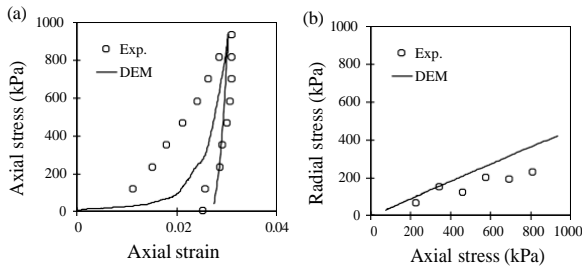 (a)
1000
800
600
400
200
0
0
0.02
0.04
Axial stress (kPa)
Axial strain
Exp.
DEM
(b)
1000
800
600
400
200
0
0 200 400 600 800 1000
Radial stress (kPa)
Axial stress (kPa)
Exp.
DEM